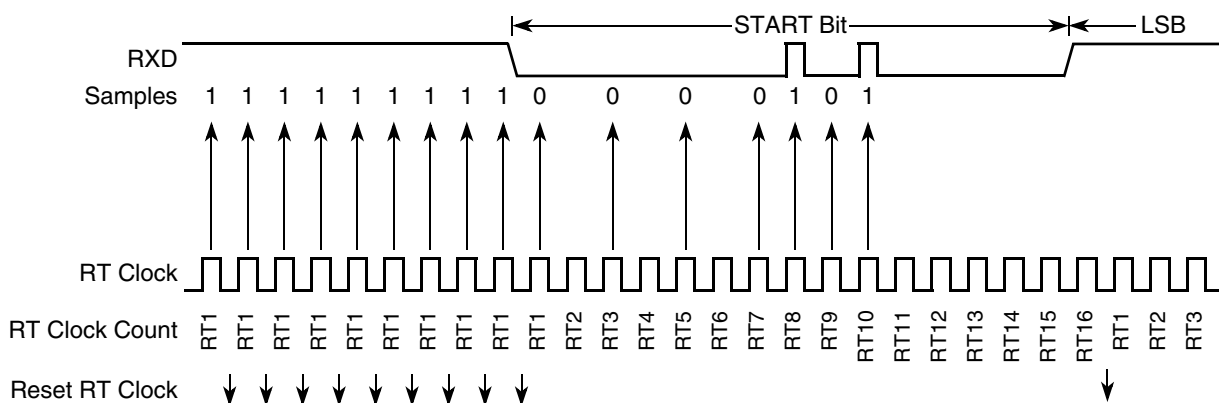 START Bit LSB
RXD
Samples 1 1 1 1 1 1 1 1 1 0 0 0 0 1 0 1
RT Clock
RT Clock Count RT1 RT1 RT1 RT1 RT1 RT1 RT1 RT1 RT1 RT1 RT2 RT3 RT4 RT5 RT6 RT7 RT8 RT9 RT10 RT11 RT12 RT13 RT14 RT15 RT16 RT1 RT2 RT3
Reset RT Clock